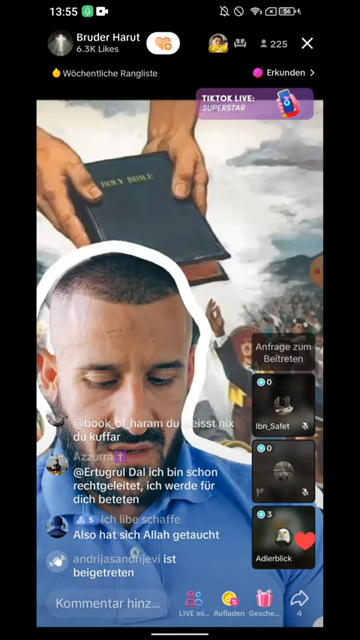 13:55
56
Bruder Harut
6.3K Likes
225
Wöchentliche Rangliste
Erkunden
TIKTOK LIVE:
SUPERSTAR
HOLY BIBLE
Anfrage zum
Beitreten
0
Ibn_Safet
0
3
Adlerblick
@book_of_haram du weisst nix
du kuffar
Azzurra
@Ertugrul Dal ich bin schon
rechtgeleitet, ich werde für
dich beteten
5 Ich libe schaffe
Also hat sich Allah getaucht
andrijasandrijevi ist
beigetreten
Kommentar hinz...
LIVE mi...
Aufladen
Gesche...
4